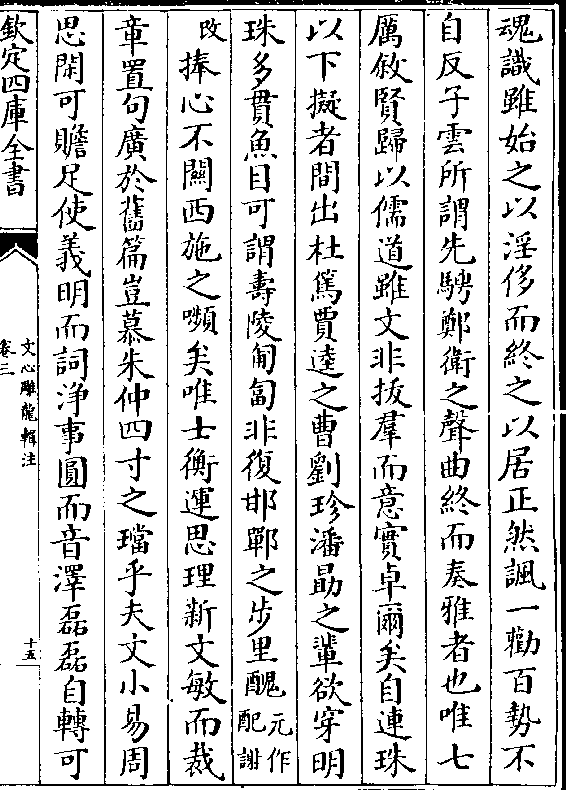 魂識雖始之以淫侈而終之以居正然諷一勸百勢不
自反子雲所謂先騁鄭衛之聲曲終而奏雅者也唯七
厲敘賢歸以儒道雖文非拔羣而意實卓爾矣自連珠
以下擬者間出杜篤賈逵之曹劉珍潘勗之輩欲穿明
珠多貫魚目可謂壽陵匍匐非復邯鄲之步里醜元作配謝
改捧心不關西施之嚬矣唯士衡運思理新文敏而裁
章置句廣於舊篇豈慕朱仲四寸之璫乎夫文小易周
思閑可贍足使義明而詞淨事圓而音澤磊磊自轉可
欽定四庫全書
文心雕龍輯注
卷三
十五